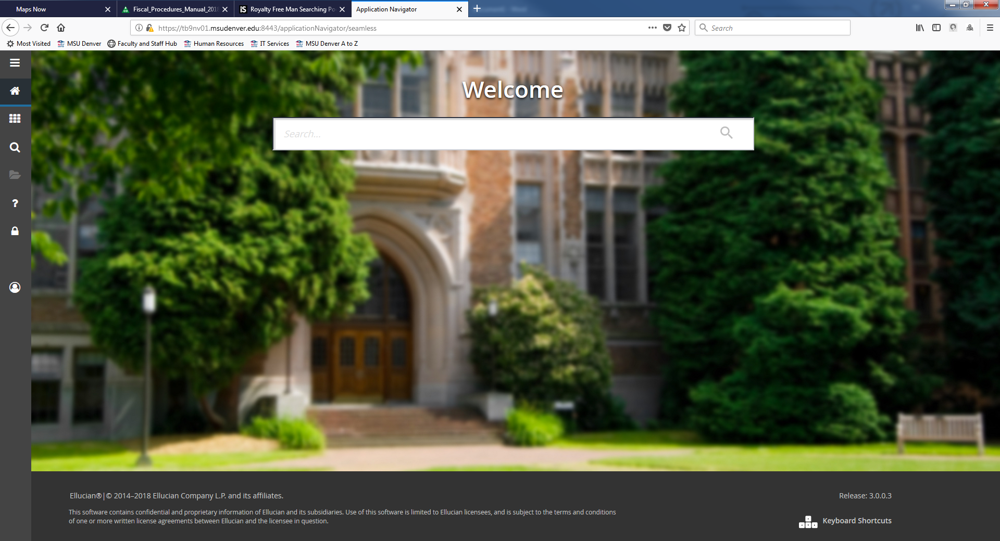 Maps Now
Fiscal_Procedures_Manual_2018
Royalty Free Man Searching Po
Application Navigator
https://tb9nv01.msudenver.edu:8443/applicationNavigator/seamless
Search
Most Visited
MSU Denver
Faculty and Staff Hub
Human Resources
IT Services
MSU Denver A to Z
Welcome
Search...
Ellucian®|© 2014–2018 Ellucian Company L.P. and its affiliates.
Release: 3.0.0.3
This software contains confidential and proprietary information of Ellucian and its subsidiaries. Use of this software is limited to Ellucian licensees, and is subject to the terms and conditions
of one or more written license agreements between Ellucian and the licensee in question.
Keyboard Shortcuts